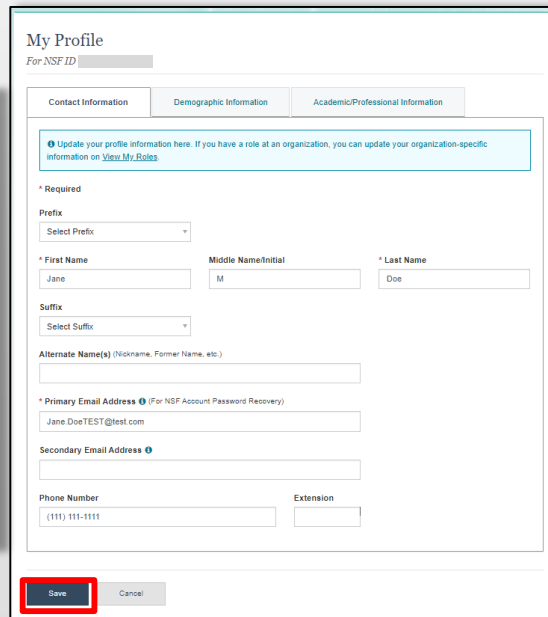 My Profile
For NSF ID
Contact Information Demographic Information Academic/Professional Information
Update your profile information here. If you have a role at an organization, you can update your organization-specific
information on View My Roles.
* Required
Prefix
Select Prefix
* First Name Middle Name/Initial * Last Name
Jane M Doe
Suffix
Select Suffix
Alternate Name(s) (Nickname, Former Name, etc.)
* Primary Email Address (For NSF Account Password Recovery)
Jane.DoeTEST@test.com
Secondary Email Address
Phone Number Extension
(111) 111-1111
Save Cancel